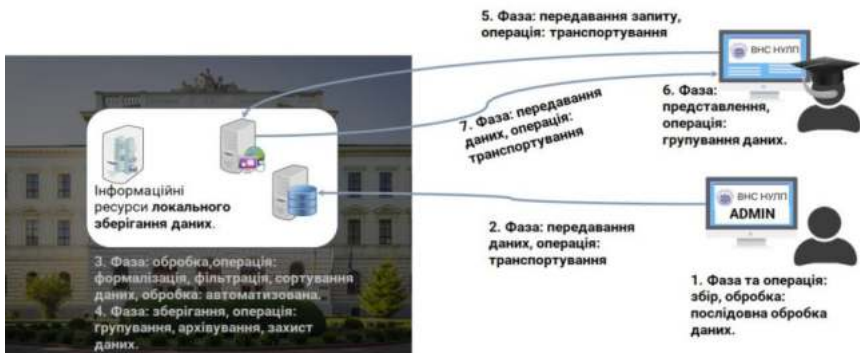 5. Фаза: передавання запиту,
операція: транспортування
ВНС НУЛП
6. Фаза:
представлення,
операція:
групування даних.
7. Фаза: передавання
даних, операція:
транспортування
Інформаційні
ресурси локального
зберігання даних.
ВНС НУЛП
ADMIN
2. Фаза: передавання
даних, операція:
транспортування
3. Фаза: обробка,операція:
формалізація, фільтрація, сортування
даних, обробка: автоматизована.
4. Фаза: зберігання, операція:
групування, архівування, захист
даних.
1. Фаза та операція:
збір, обробка:
послідовна обробка
даних.